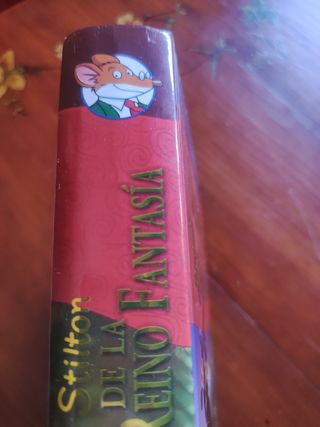 Stilton
DE LA
REINO FANTASÍA